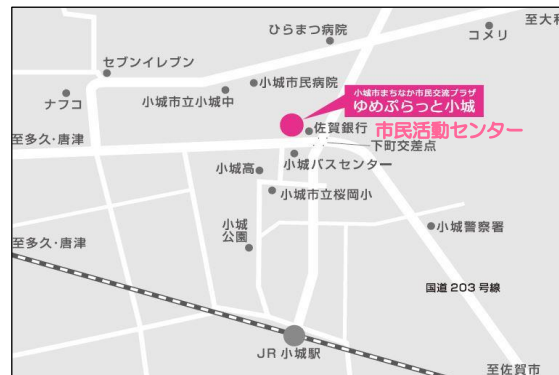 至大和
ひらまつ病院
コメリ
セブンイレブン
小城市民病院
ナフコ
小城市立小城中
小城市まちなか市民交流プラザ
ゆめぷらっと小城
佐賀銀行
市民活動センター
至多久・唐津
下町交差点
小城バスセンター
小城高
小城市立桜岡小
小城
公園
小城警察署
至多久・唐津
国道203号線
JR小城駅
至佐賀市